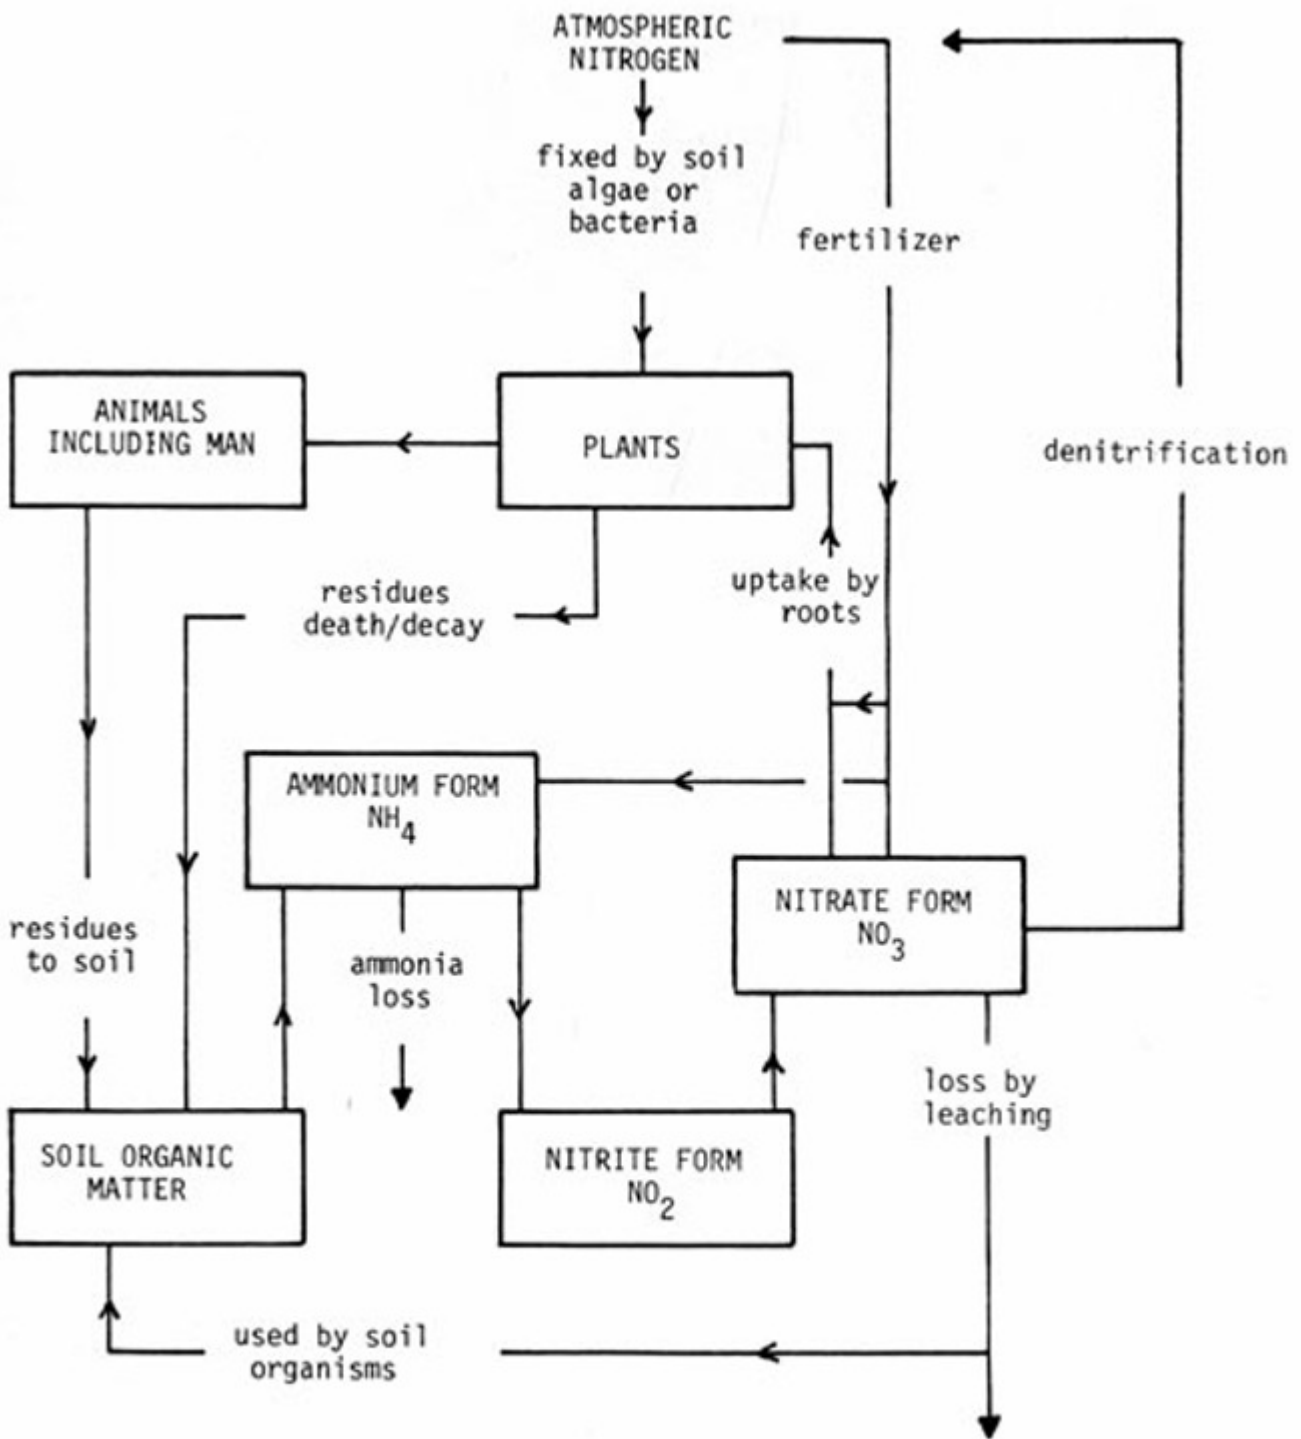 ATMOSPHERIC
NITROGEN
fixed by soil
algae or
bacteria
fertilizer
ANIMALS
INCLUDING MAN
PLANTS
denitrification
residues
death/decay
uptake by
roots
AMMONIUM FORM
NH4
NITRATE FORM
NO3
residues
to soil
ammonia
loss
loss by
leaching
SOIL ORGANIC
MATTER
NITRITE FORM
NO2
used by soil
organisms